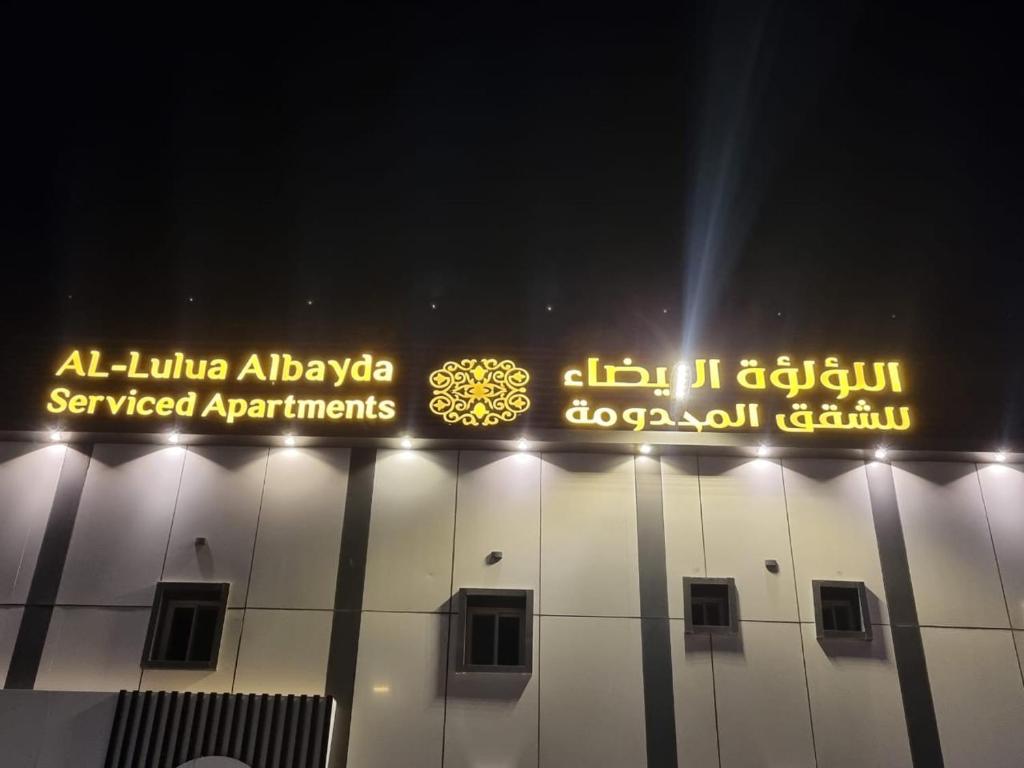 AL-Lulua Albayda
Serviced Apartments
اللؤلؤة البيضاء
للشقق المخدومة